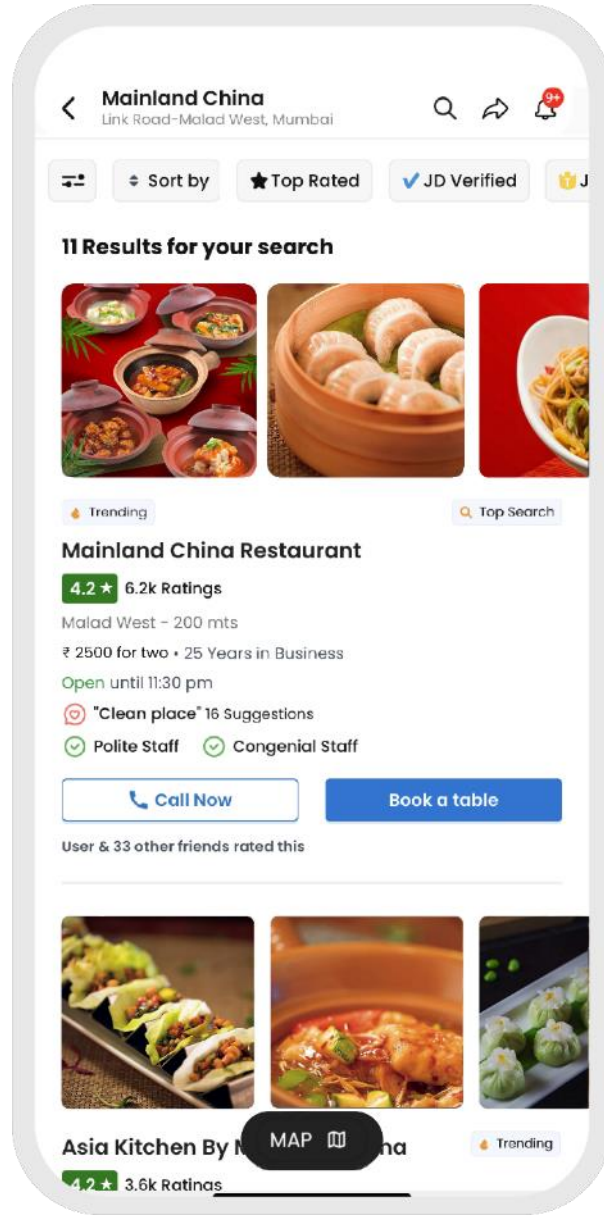 Mainland China
Link Road-Malad West, Mumbai
9+
Sort by
Top Rated
JD Verified
J
11 Results for your search
Trending
Top Search
Mainland China Restaurant
4.2 ★ 6.2k Ratings
Malad West - 200 mts
₹ 2500 for two • 25 Years in Business
Open until 11:30 pm
"Clean place" 16 Suggestions
Polite Staff Congenial Staff
Call Now
Book a table
User & 33 other friends rated this
Asia Kitchen By
MAP
Trending
4.2 ★ 3.6k Ratings